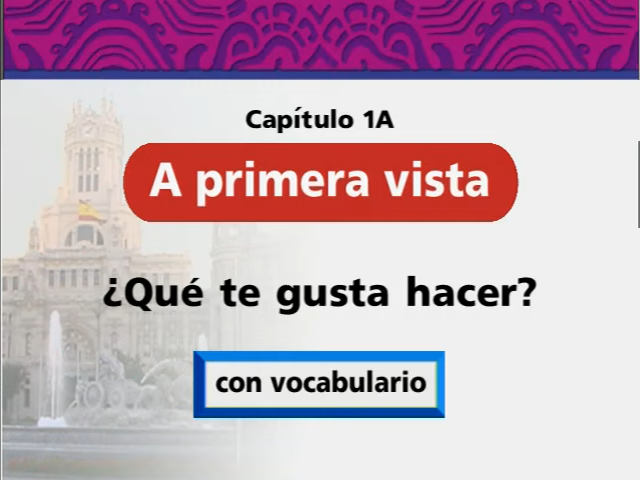 Capítulo 1A
A primera vista
¿Qué te gusta hacer?
con vocabulario